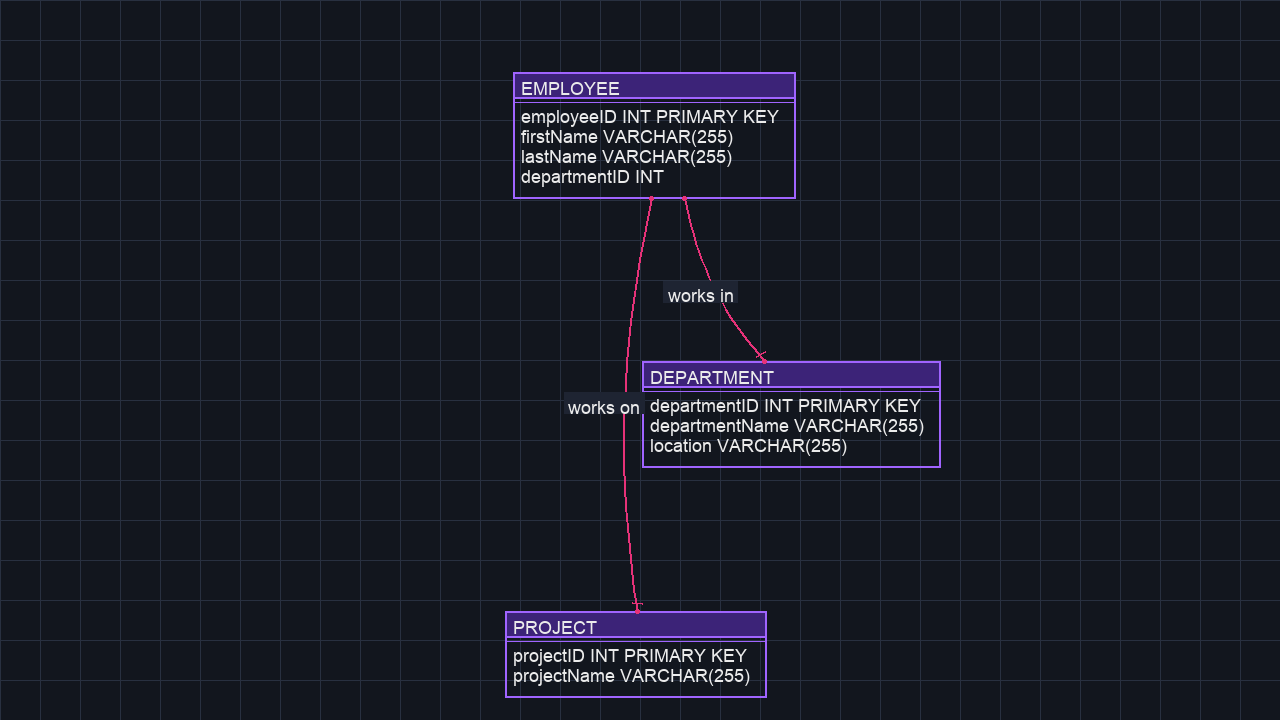 EMPLOYEE
employeeID INT PRIMARY KEY
firstName VARCHAR(255)
lastName VARCHAR(255)
departmentID INT
works in
DEPARTMENT
departmentID INT PRIMARY KEY
departmentName VARCHAR(255)
location VARCHAR(255)
works on
PROJECT
projectID INT PRIMARY KEY
projectName VARCHAR(255)